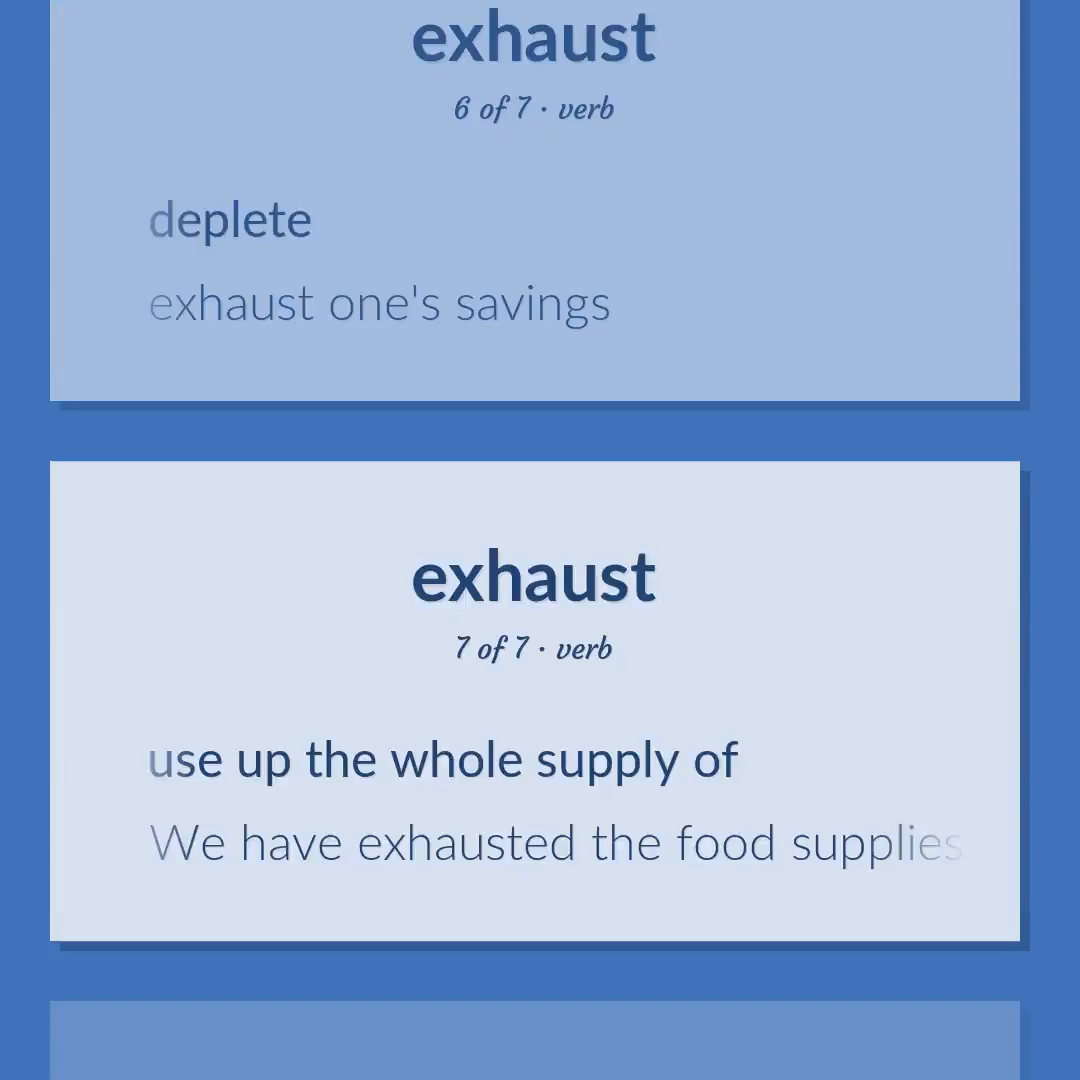 exhaust
6 of 7 · verb
deplete
exhaust one's savings
exhaust
7 of 7 · verb
use up the whole supply of
We have exhausted the food supplies